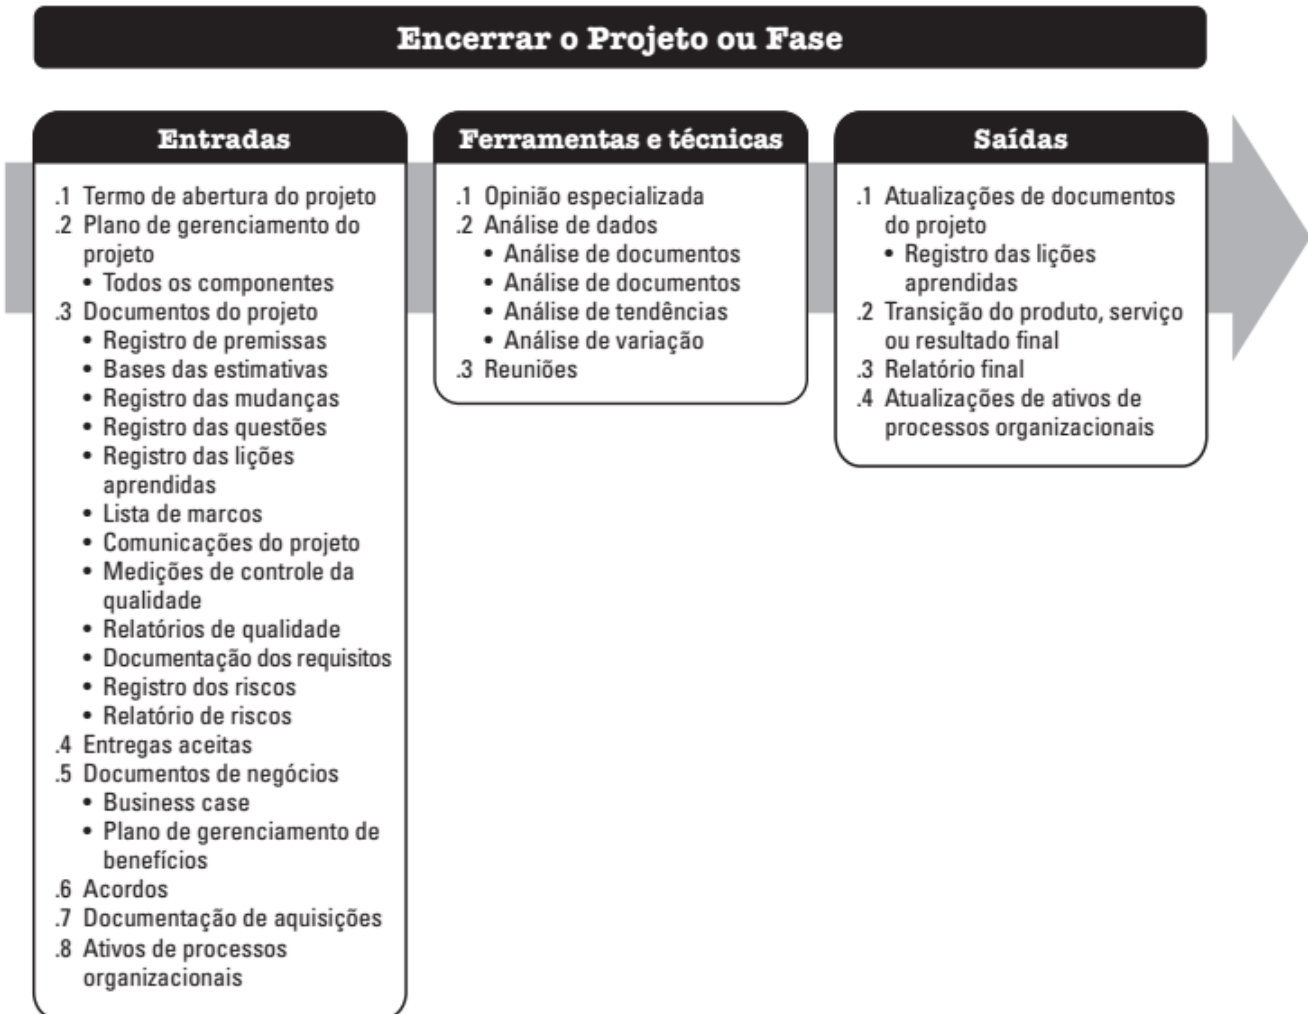 Encerrar o Projeto ou Fase
Entradas
.1 Termo de abertura do projeto
.2 Plano de gerenciamento do
projeto
• Todos os componentes
.3 Documentos do projeto
• Registro de premissas
• Bases das estimativas
• Registro das mudanças
• Registro das questões
• Registro das lições
aprendidas
• Lista de marcos
• Comunicações do projeto
• Medições de controle da
qualidade
• Relatórios de qualidade
• Documentação dos requisitos
• Registro dos riscos
• Relatório de riscos
.4 Entregas aceitas
.5 Documentos de negócios
• Business case
• Plano de gerenciamento de
benefícios
.6 Acordos
.7 Documentação de aquisições
.8 Ativos de processos
organizacionais
Ferramentas e técnicas
.1 Opinião especializada
.2 Análise de dados
• Análise de documentos
• Análise de documentos
• Análise de tendências
• Análise de variação
.3 Reuniões
Saídas
.1 Atualizações de documentos
do projeto
• Registro das lições
aprendidas
.2 Transição do produto, serviço
ou resultado final
.3 Relatório final
.4 Atualizações de ativos de
processos organizacionais